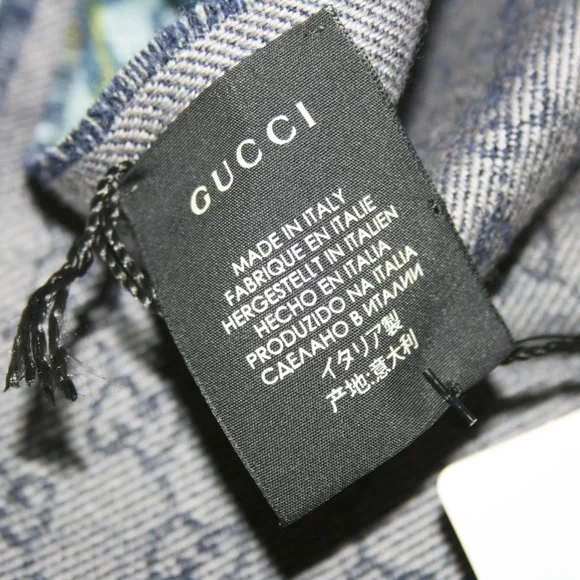 GUCCI
MADE IN ITALY
FABRIQUE EN ITALIE
HERGESTELLT IN ITALIEN
HECHO EN ITALIA
PRODUZIDO NA ITALIA
СДЕЛАНО В ИТАЛИИ
イタリア製
产地:意大利